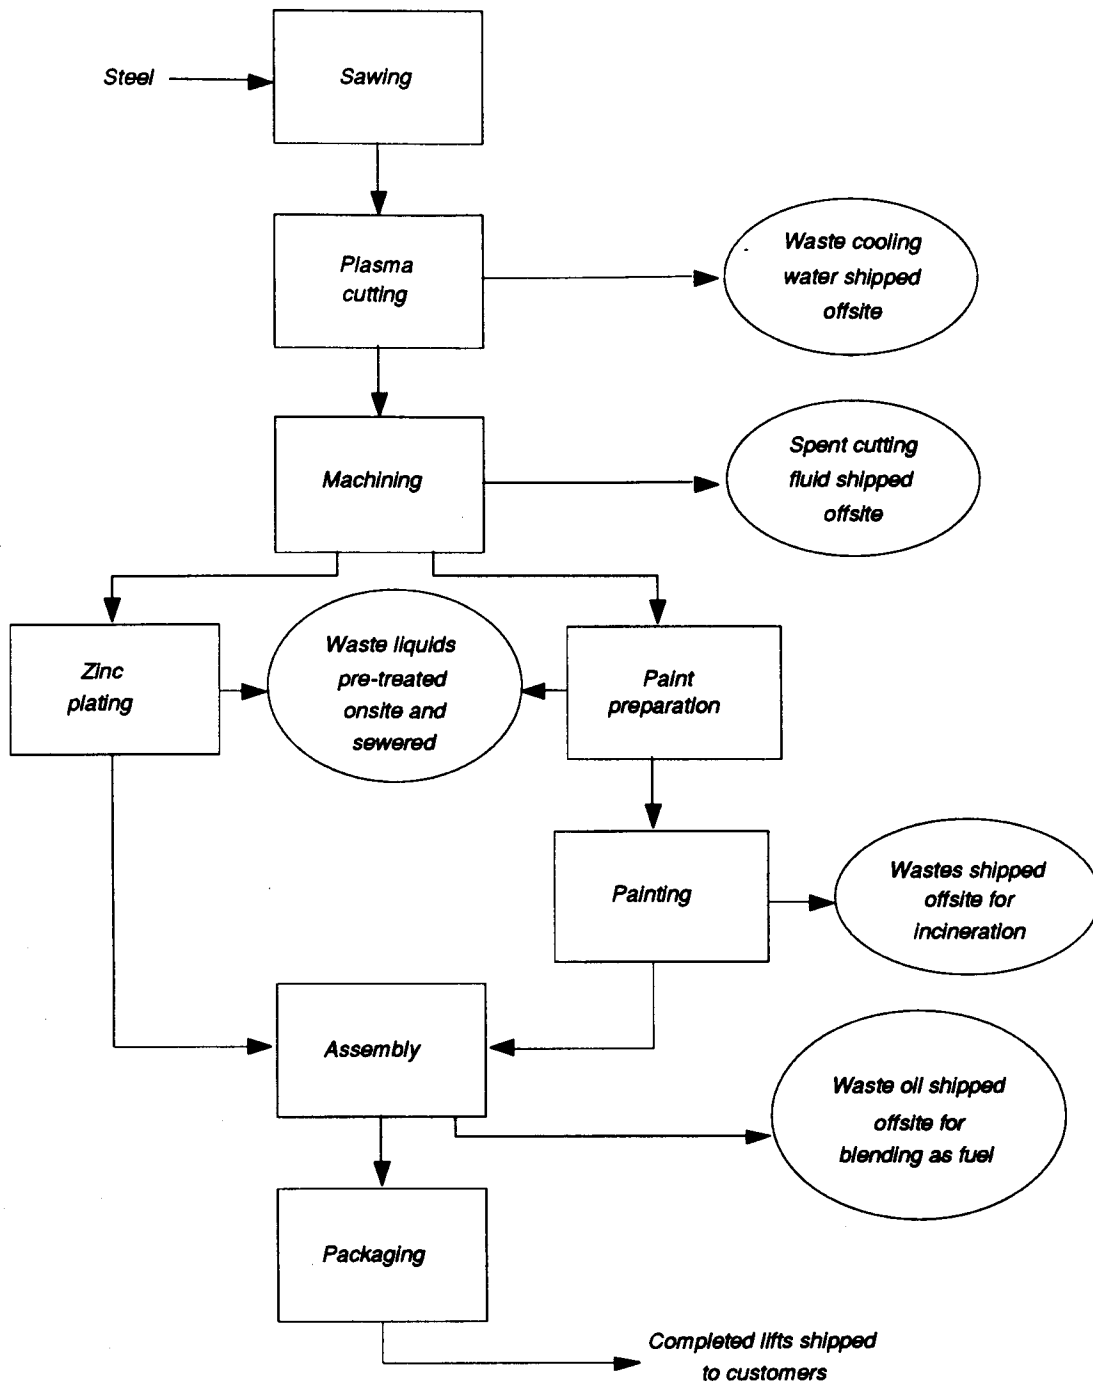 Steel
Sawing
Plasma
cutting
Waste cooling
water shipped
offsite
Machining
Spent cutting
fluid shipped
offsite
Zinc
plating
Waste liquids
pre-treated
onsite and
sewered
Paint
preparation
Painting
Wastes shipped
offsite for
incineration
Assembly
Waste oil shipped
offsite for
blending as fuel
Packaging
Completed lifts shipped
to customers